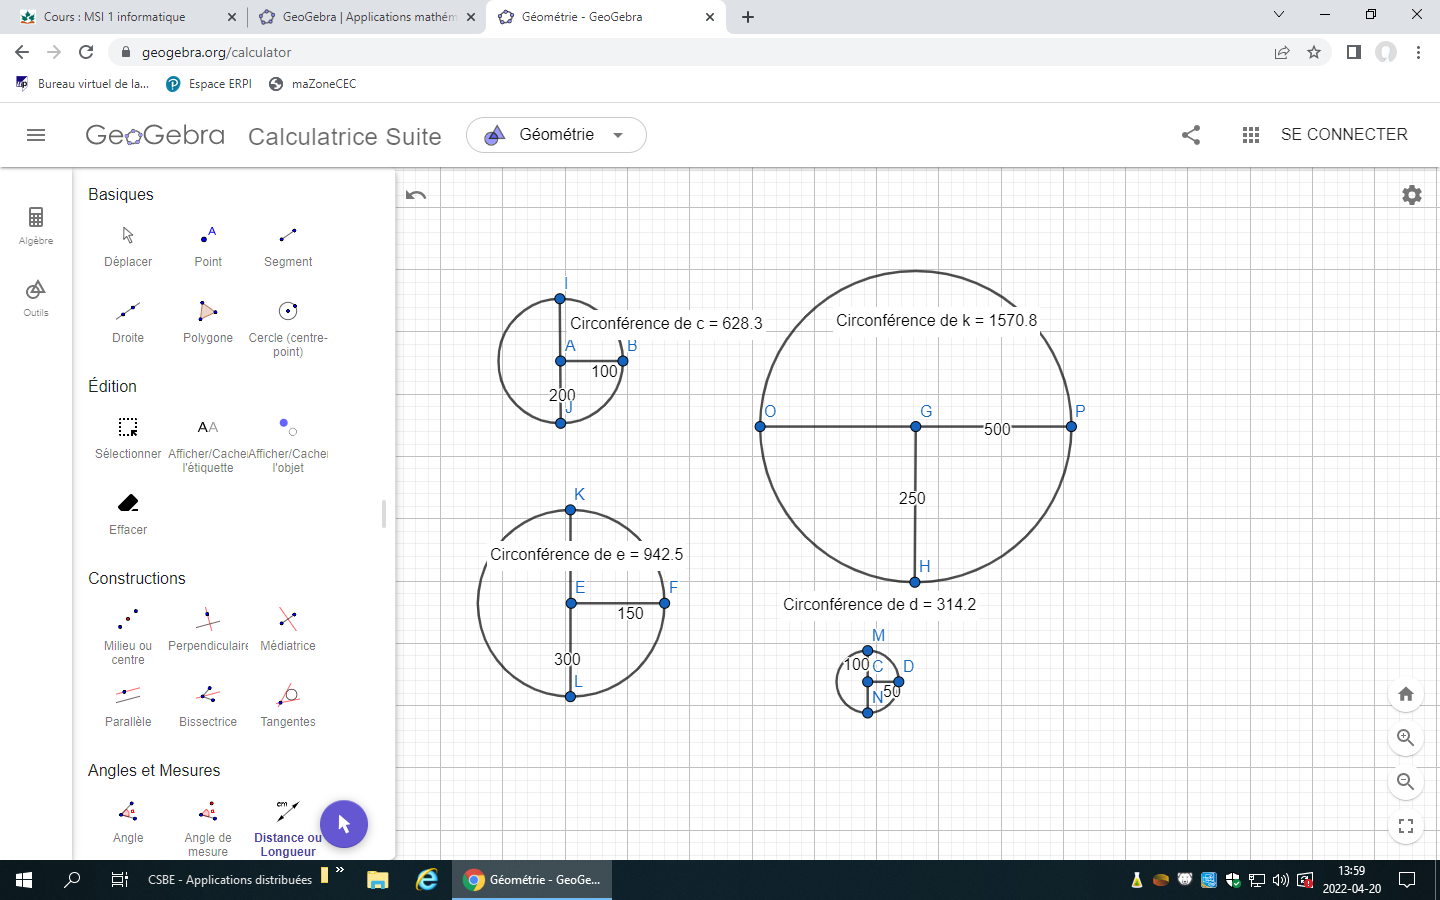 Cours : MSI 1 informatique
GeoGebra | Applications mathém
Géométrie - GeoGebra
geogebra.org/calculator
Bureau virtuel de la...
Espace ERPI
maZoneCEC
GeoGebra
Calculatrice Suite
Géométrie
SE CONNECTER
Algèbre
Outils
Basiques
Déplacer
Point
Segment
Droite
Polygone
Cercle (centre-
point)
Édition
Sélectionner
Afficher/Cacher
l'étiquette
Afficher/Cacher
l'objet
Effacer
Constructions
Milieu ou
centre
Perpendiculaire
Médiatrice
Parallèle
Bissectrice
Tangentes
Angles et Mesures
Angle
Angle de
mesure
cm
Distance ou
Longueur
I
Circonférence de c = 628.3
A
B
100
200
J
Circonférence de k = 1570.8
O
G
P
500
250
H
K
Circonférence de e = 942.5
E
F
150
300
L
Circonférence de d = 314.2
M
100
C
D
50
N
CSBE - Applications distribuées
»
Géométrie - GeoGe...
13:59
2022-04-20